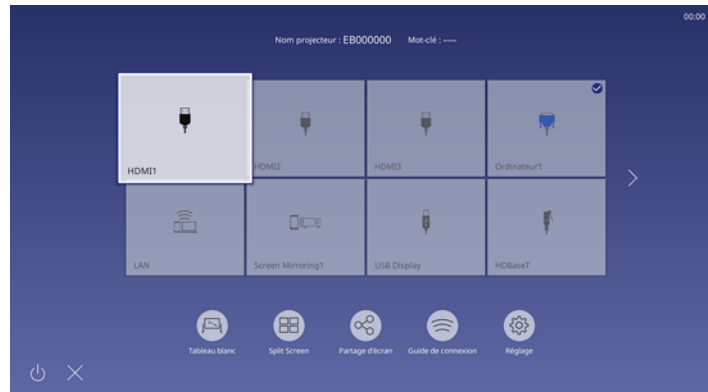 00:00
Nom projecteur : EB000000 Mot-clé : ----
HDMI1 HDMI2 HDMI3 Ordinateur1
LAN Screen Mirroring1 USB Display HDBaseT
Tableau blanc Split Screen Partage d'écran Guide de connexion Réglage